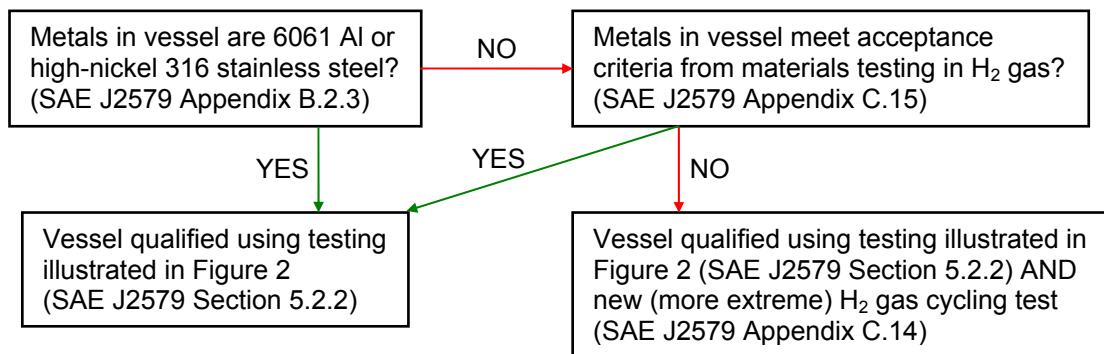 Metals in vessel are 6061 Al or
high-nickel 316 stainless steel?
(SAE J2579 Appendix B.2.3)
NO
Metals in vessel meet acceptance
criteria from materials testing in H₂ gas?
(SAE J2579 Appendix C.15)
YES
YES
NO
Vessel qualified using testing
illustrated in Figure 2
(SAE J2579 Section 5.2.2)
Vessel qualified using testing illustrated in
Figure 2 (SAE J2579 Section 5.2.2) AND
new (more extreme) H₂ gas cycling test
(SAE J2579 Appendix C.14)